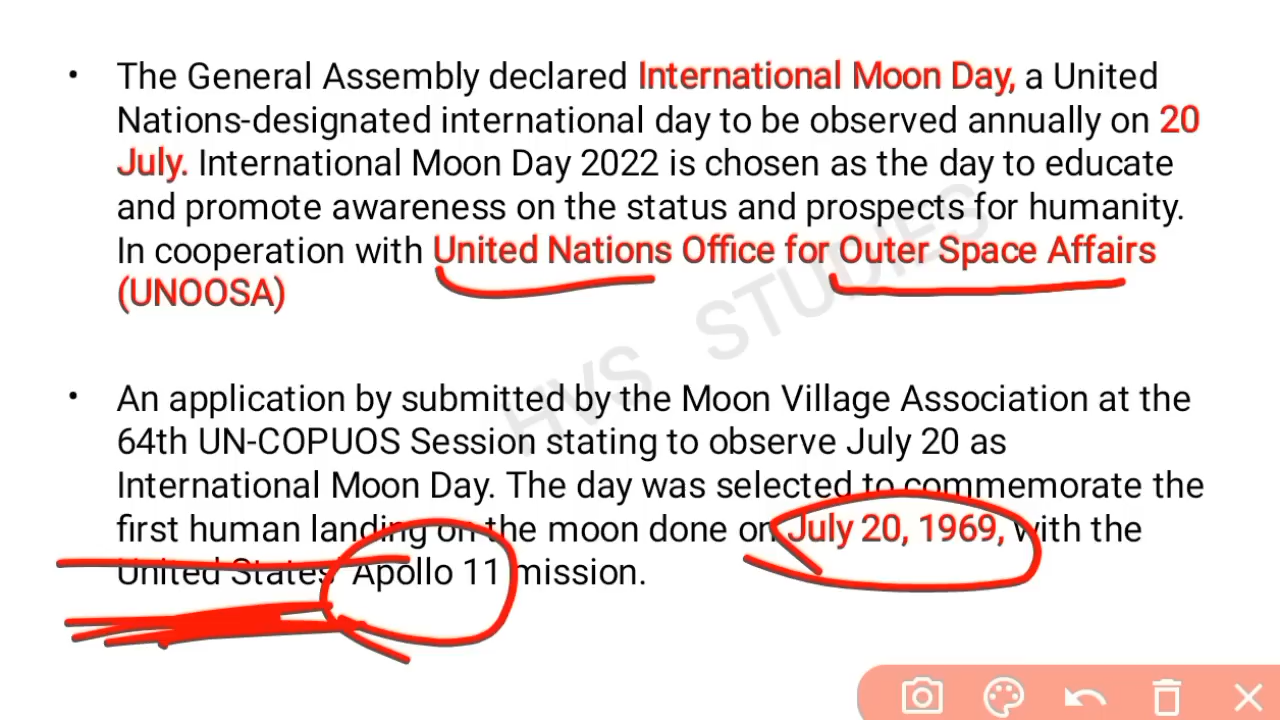 • The General Assembly declared International Moon Day, a United
Nations-designated international day to be observed annually on 20
July. International Moon Day 2022 is chosen as the day to educate
and promote awareness on the status and prospects for humanity.
In cooperation with United Nations Office for Outer Space Affairs
(UNOOSA)
• An application by submitted by the Moon Village Association at the
64th UN-COPUOS Session stating to observe July 20 as
International Moon Day. The day was selected to commemorate the
first human landing on the moon done on July 20, 1969, with the
United States' Apollo 11 mission.
HVS STUDIES